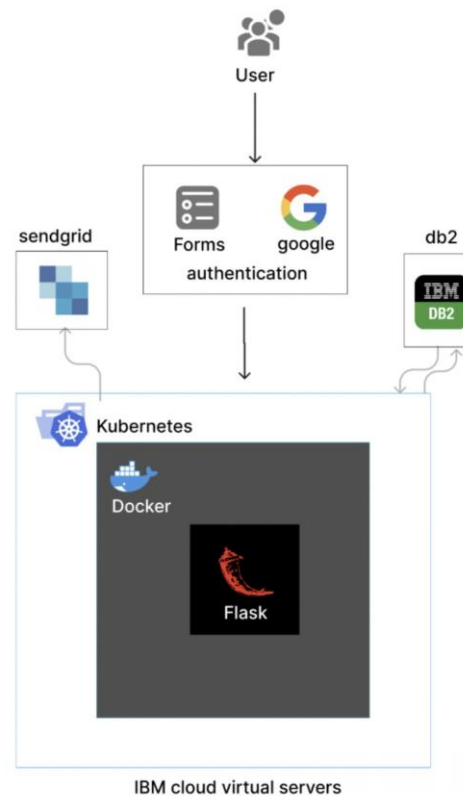 User
Forms
google
authentication
sendgrid
db2
IBM
DB2
Kubernetes
Docker
Flask
IBM cloud virtual servers